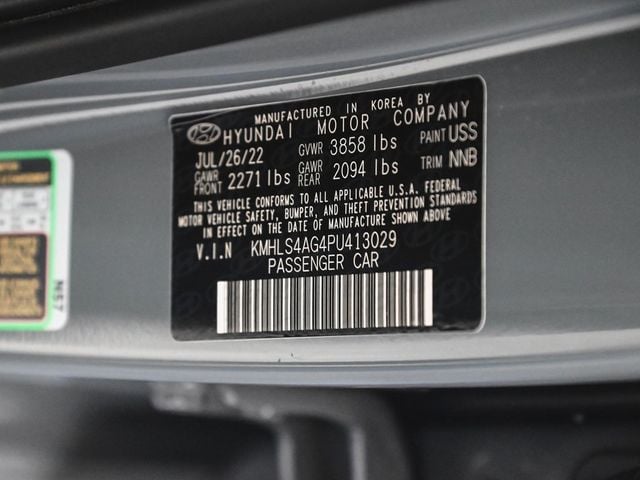 MANUFACTURED IN KOREA BY
HYUNDAI MOTOR COMPANY
JUL/26/22 GVWR 3858 lbs PAINT USS
GAWR FRONT 2271 lbs GAWR REAR 2094 lbs TRIM NNB
THIS VEHICLE CONFORMS TO ALL APPLICABLE U.S.A. FEDERAL
MOTOR VEHICLE SAFETY, BUMPER, AND THEFT PREVENTION STANDARDS
IN EFFECT ON THE DATE OF MANUFACTURE SHOWN ABOVE
V.I.N KMHLS4AG4PU413029
PASSENGER CAR
N57